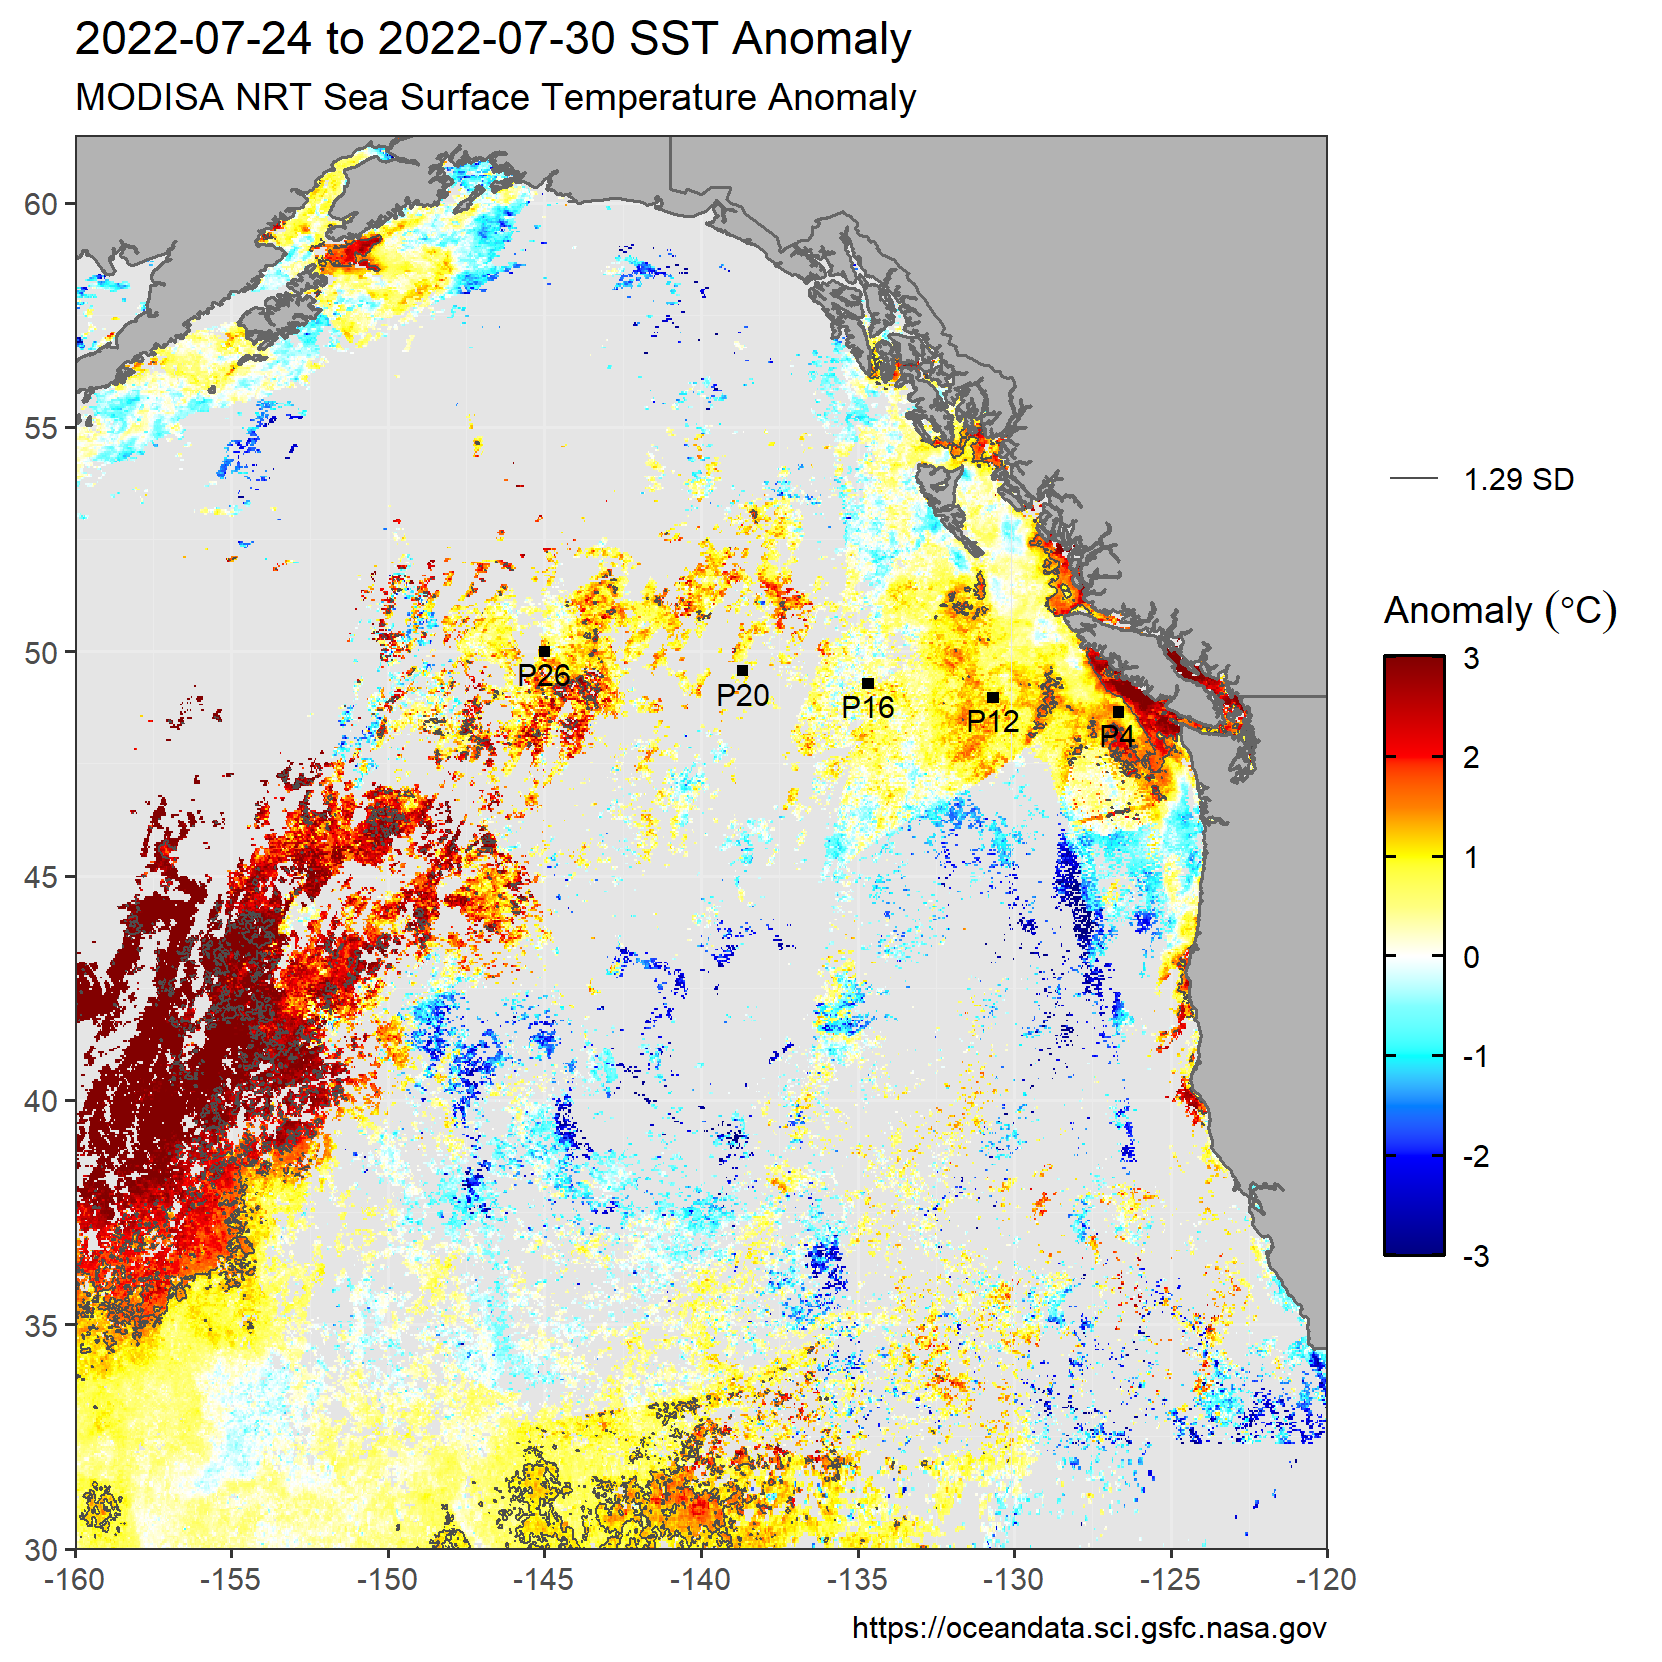 2022-07-24 to 2022-07-30 SST Anomaly
MODISA NRT Sea Surface Temperature Anomaly
60
55
50
45
40
35
30
-160
-155
-150
-145
-140
-135
-130
-125
-120
P26
P20
P16
P12
P4
1.29 SD
Anomaly (°C)
3
2
1
0
-1
-2
-3
https://oceandata.sci.gsfc.nasa.gov